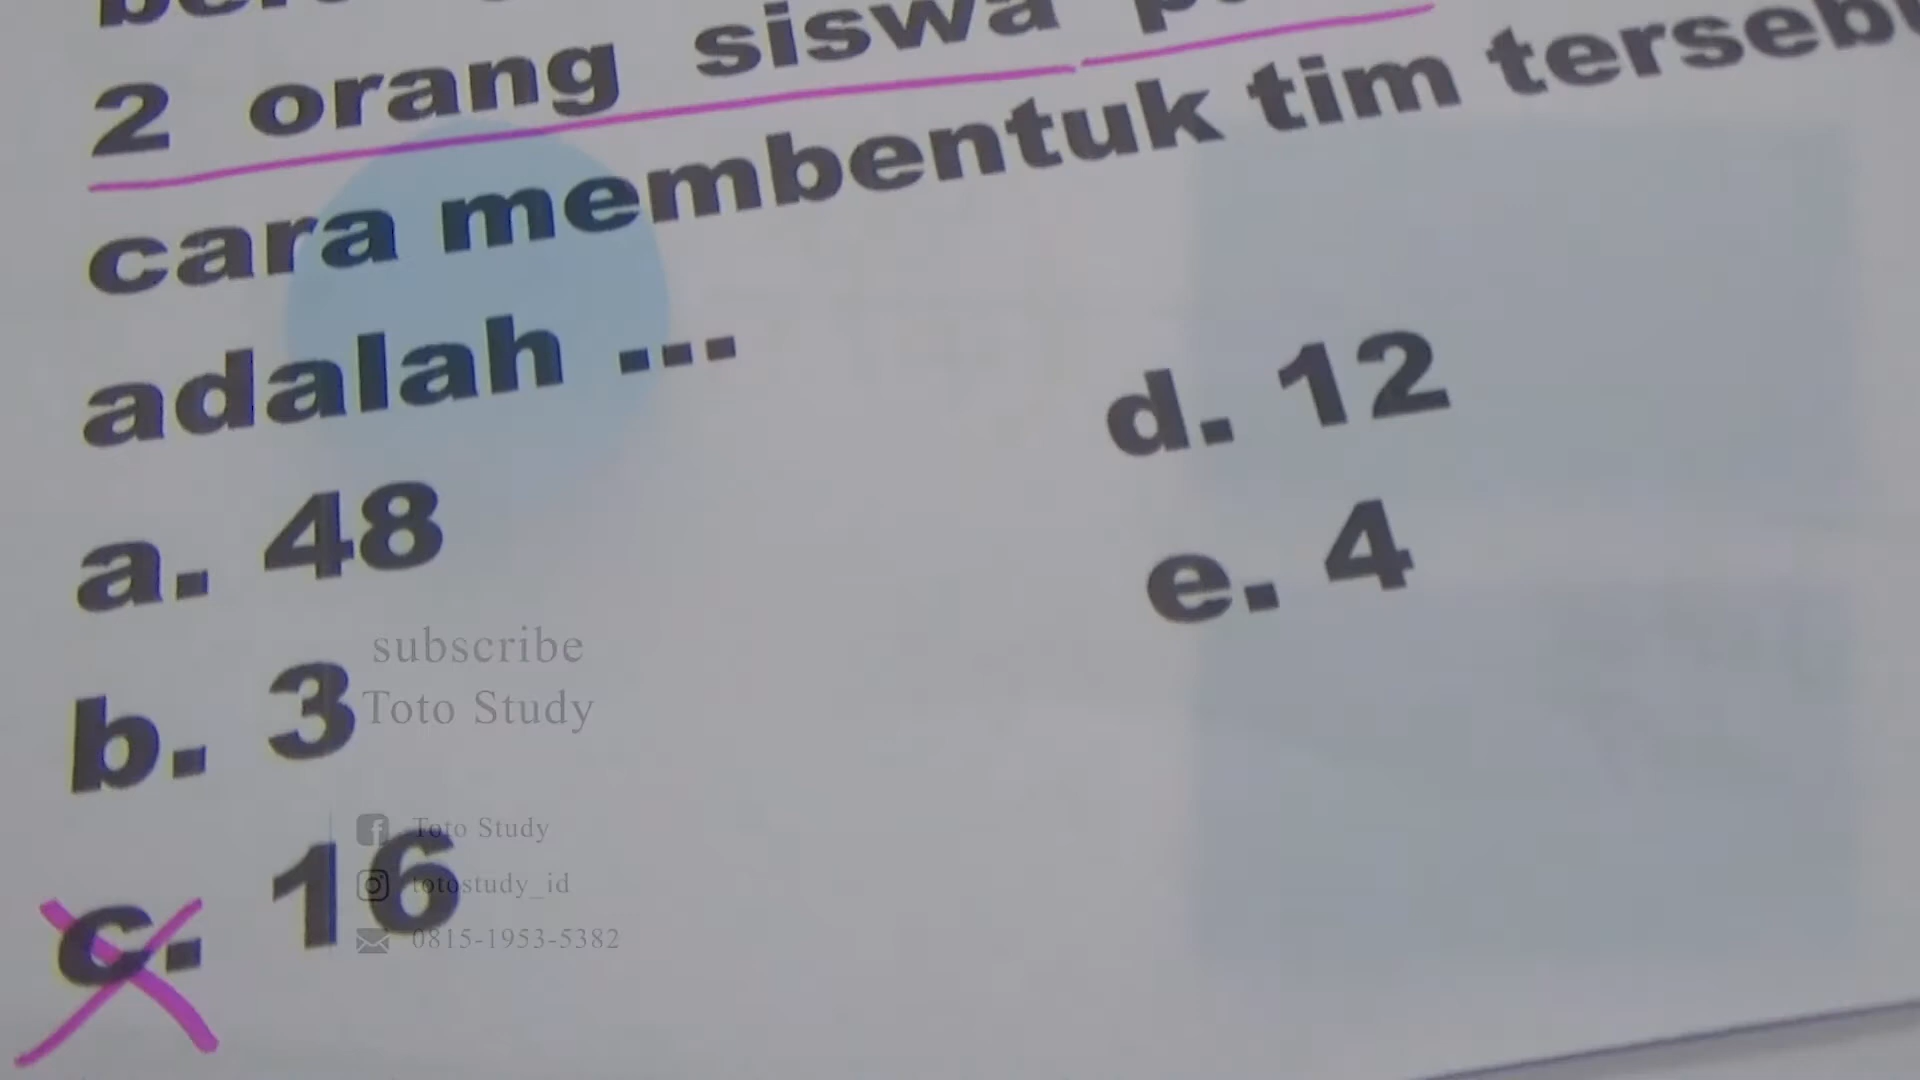 2 orang siswa
cara membentuk tim
adalah ...
a. 48
b. 3
c. 16
d. 12
e. 4
subscribe
Toto Study
Toto Study
totostudy_id
0815-1953-5382